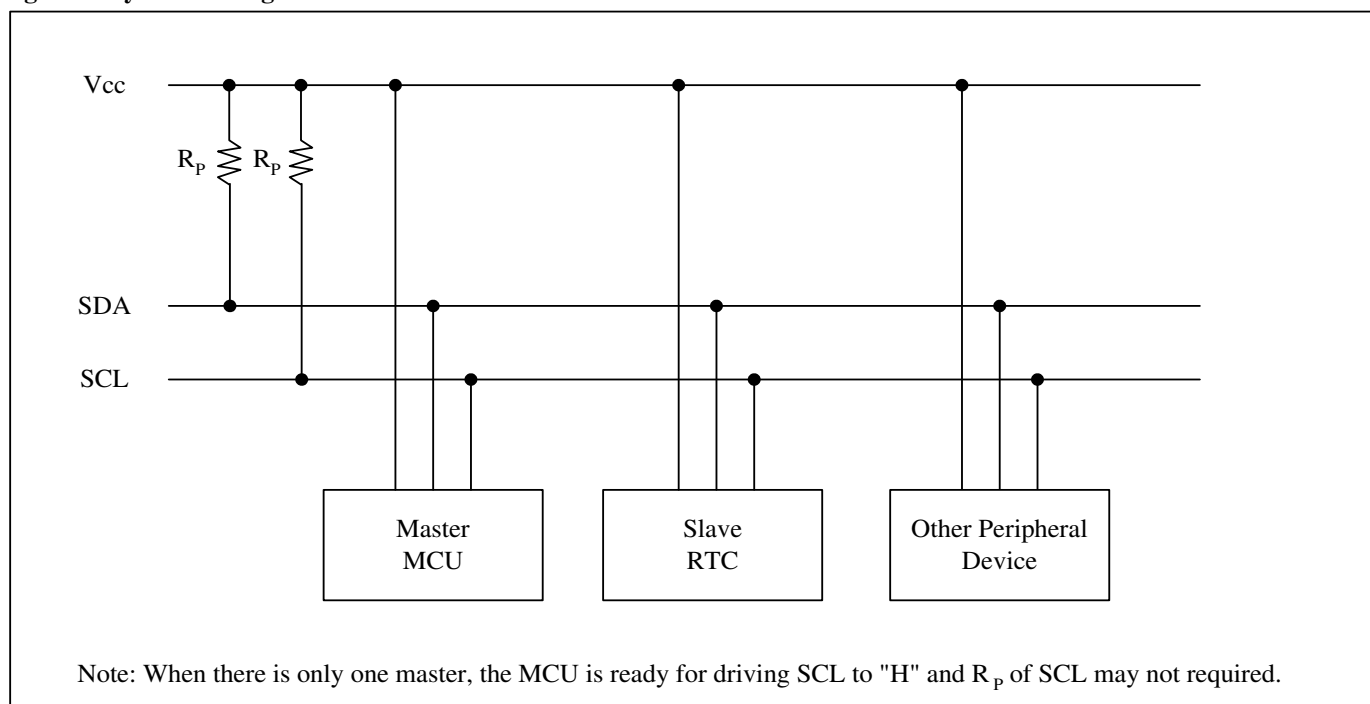 Vcc
R_P R_P
SDA
SCL
Master
MCU
Slave
RTC
Other Peripheral
Device
Note: When there is only one master, the MCU is ready for driving SCL to "H" and R_P of SCL may not required.